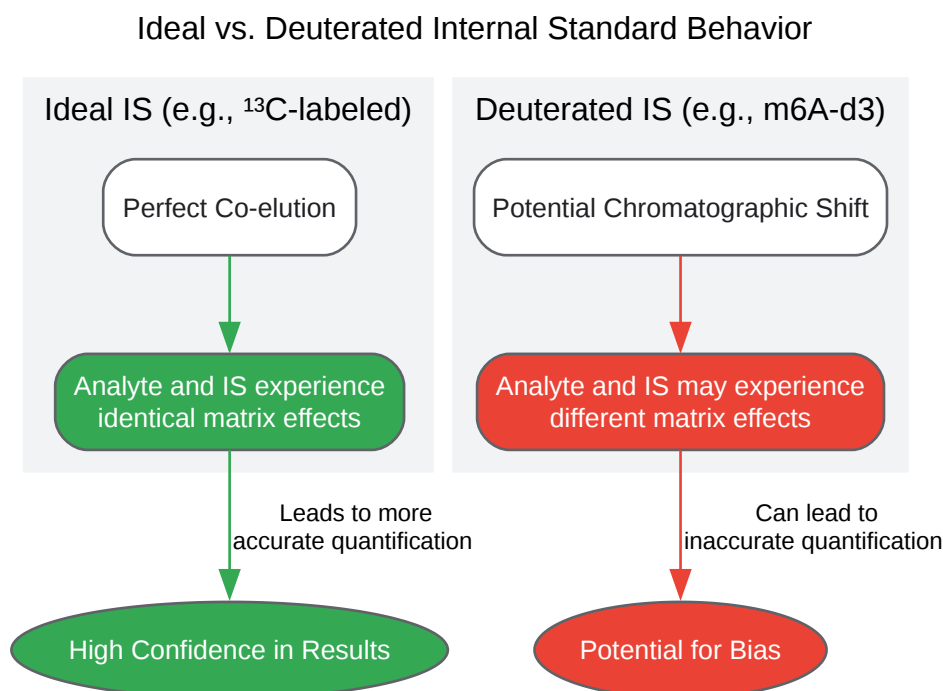 Ideal vs. Deuterated Internal Standard Behavior
Ideal IS (e.g., ¹³C-labeled)
Perfect Co-elution
Analyte and IS experience
identical matrix effects
Leads to more
accurate quantification
High Confidence in Results
Deuterated IS (e.g., m6A-d3)
Potential Chromatographic Shift
Analyte and IS may experience
different matrix effects
Can lead to
inaccurate quantification
Potential for Bias